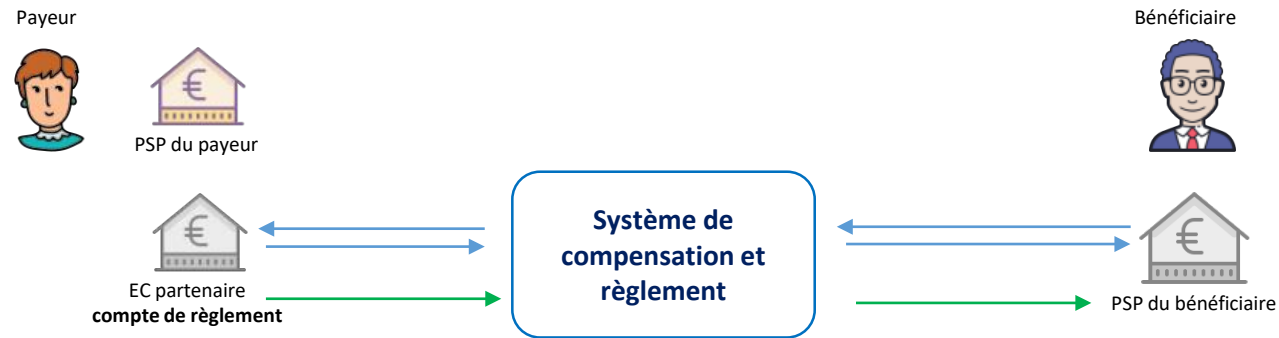 Payeur
Bénéficiaire
PSP du payeur
Système de
compensation et
règlement
EC partenaire
compte de règlement
PSP du bénéficiaire